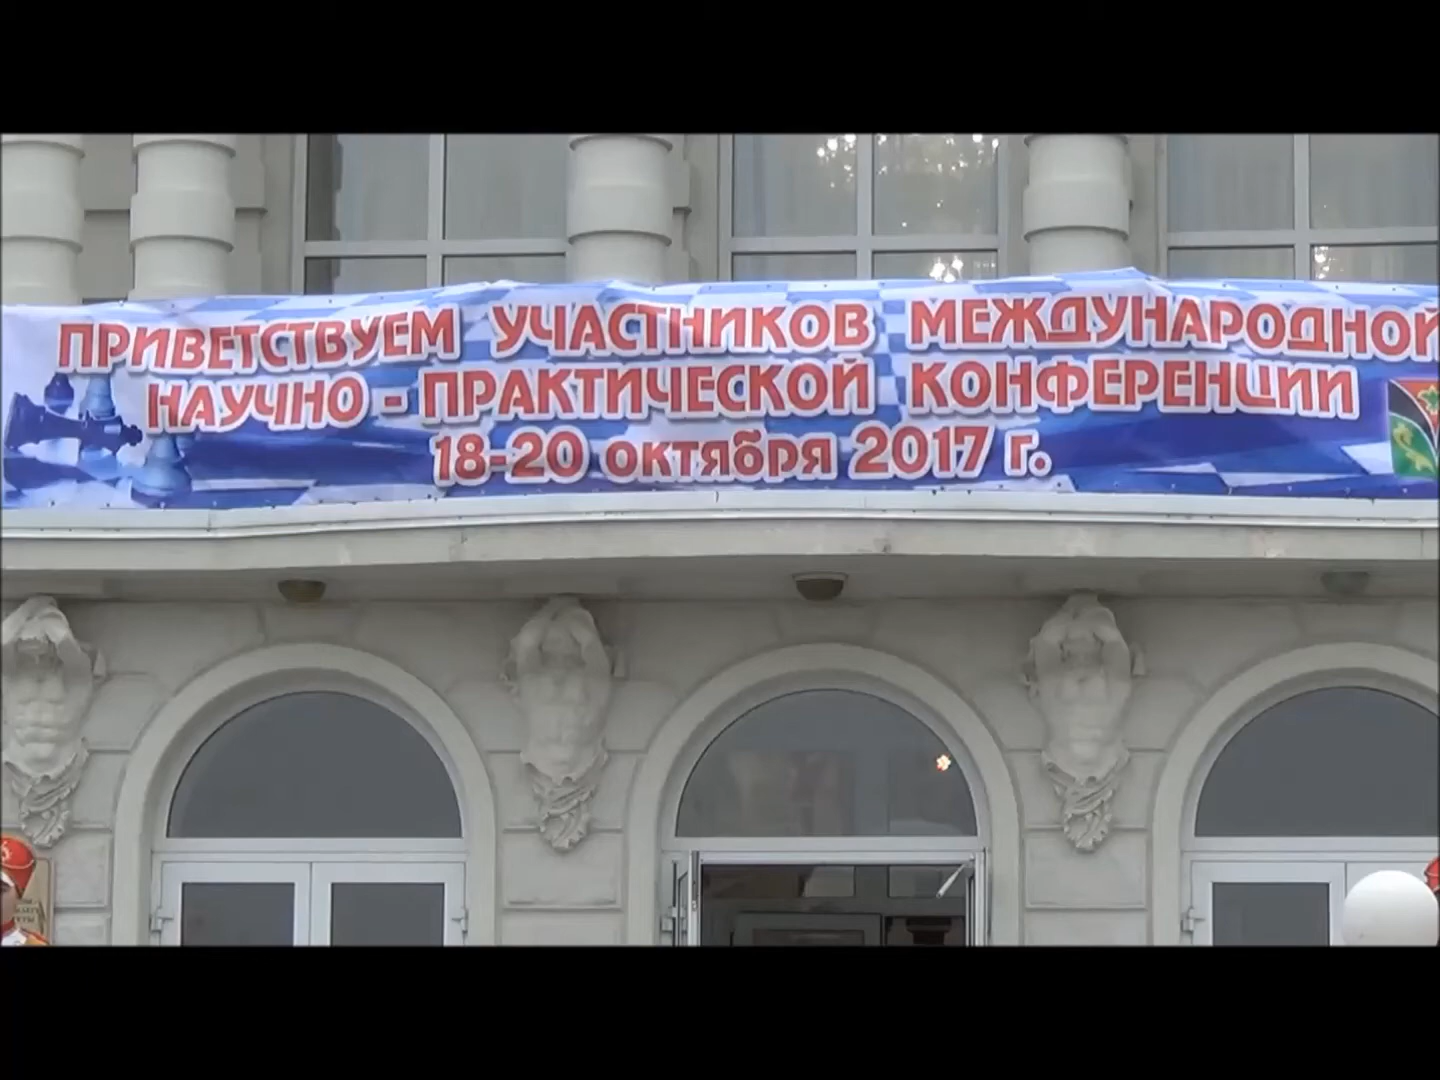 ПРИВЕТСТВУЕМ УЧАСТНИКОВ МЕЖДУНАРОДНОЙ
НАУЧНО - ПРАКТИЧЕСКОЙ КОНФЕРЕНЦИИ
18-20 октября 2017 г.